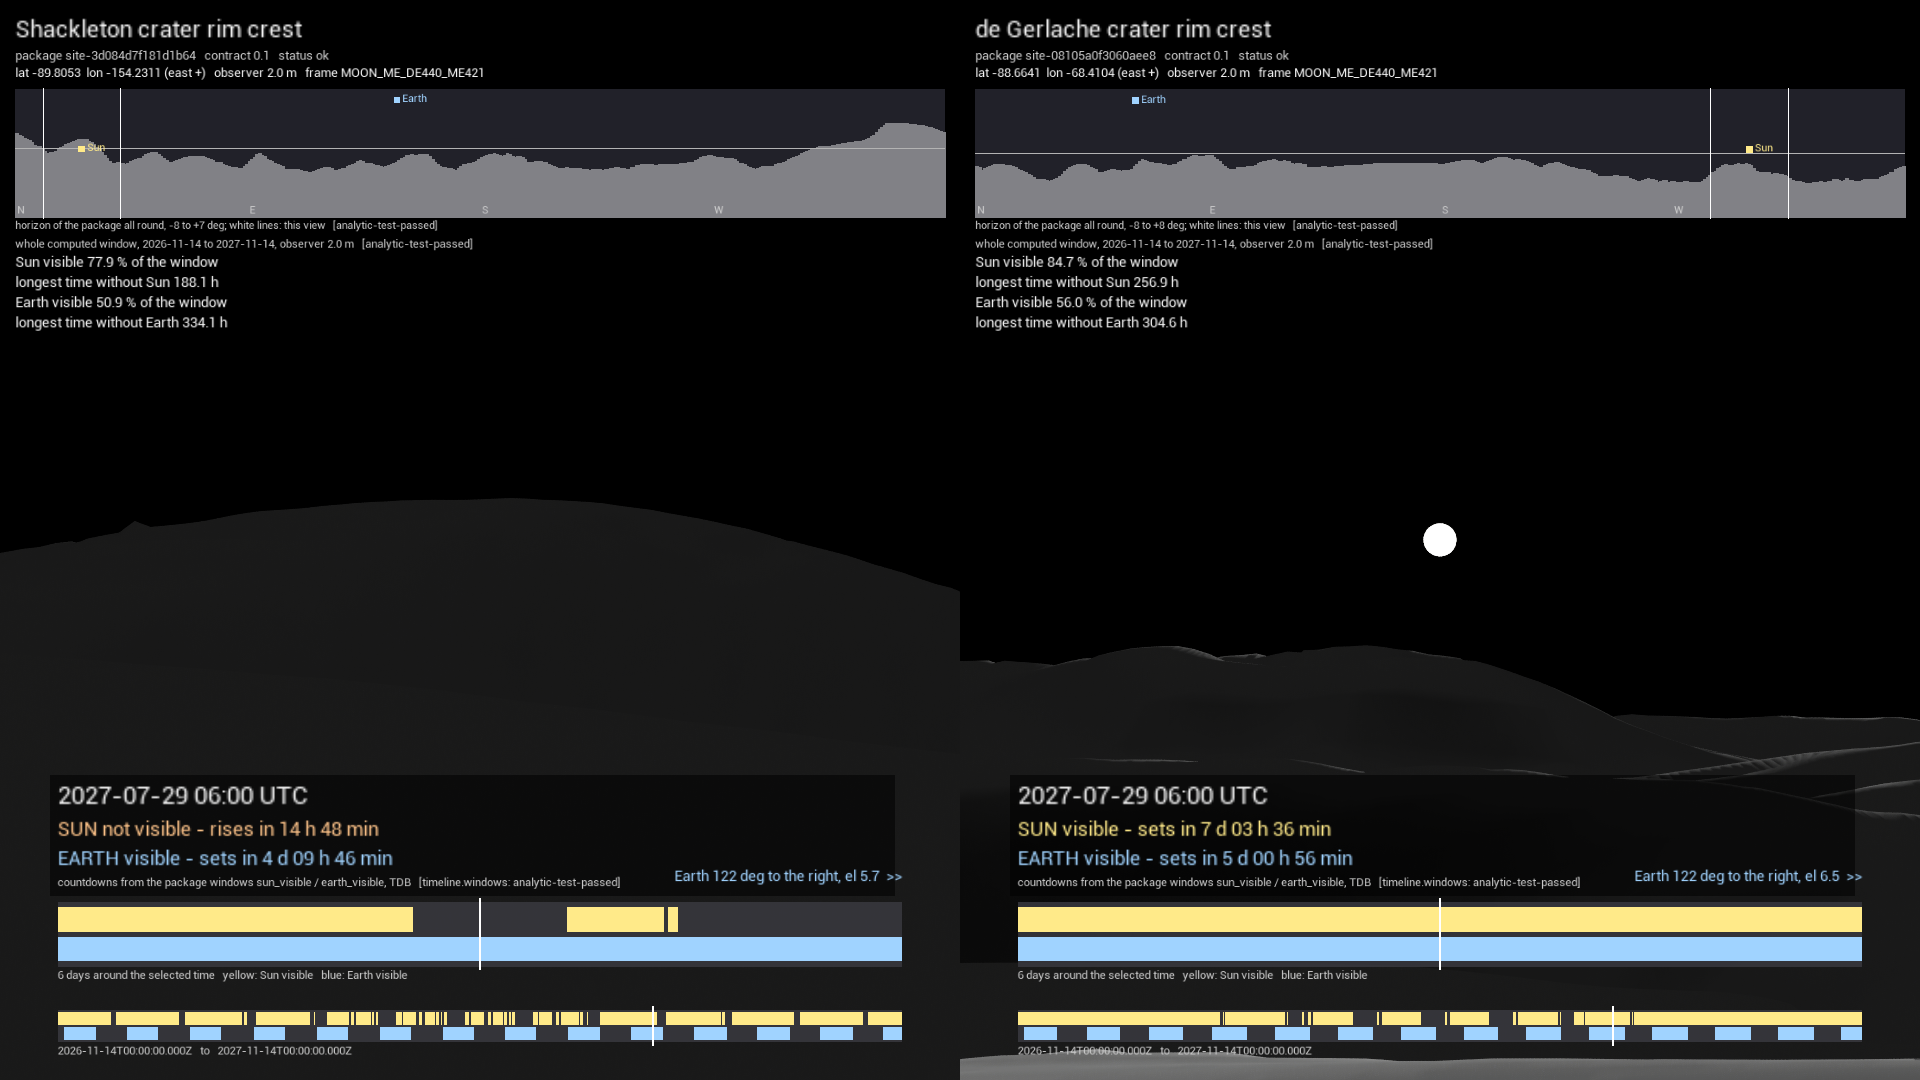 Shackleton crater rim crest
package site-3d084d7f181d1b64 contract 0.1 status ok
lat -89.8053 lon -154.2311 (east +) observer 2.0 m frame MOON_ME_DE440_ME421
Earth
Sun
N E S W
horizon of the package all round, -8 to +7 deg; white lines: this view [analytic-test-passed]
whole computed window, 2026-11-14 to 2027-11-14, observer 2.0 m [analytic-test-passed]
Sun visible 77.9 % of the window
longest time without Sun 188.1 h
Earth visible 50.9 % of the window
longest time without Earth 334.1 h
2027-07-29 06:00 UTC
SUN not visible - rises in 14 h 48 min
EARTH visible - sets in 4 d 09 h 46 min
countdowns from the package windows sun_visible / earth_visible, TDB [timeline.windows: analytic-test-passed]
Earth 122 deg to the right, el 5.7 >>
6 days around the selected time yellow: Sun visible blue: Earth visible
2026-11-14T00:00:00.000Z to 2027-11-14T00:00:00.000Z
de Gerlache crater rim crest
package site-08105a0f3060aee8 contract 0.1 status ok
lat -88.6641 lon -68.4104 (east +) observer 2.0 m frame MOON_ME_DE440_ME421
Earth
Sun
N E S W
horizon of the package all round, -8 to +8 deg; white lines: this view [analytic-test-passed]
whole computed window, 2026-11-14 to 2027-11-14, observer 2.0 m [analytic-test-passed]
Sun visible 84.7 % of the window
longest time without Sun 256.9 h
Earth visible 56.0 % of the window
longest time without Earth 304.6 h
2027-07-29 06:00 UTC
SUN visible - sets in 7 d 03 h 36 min
EARTH visible - sets in 5 d 00 h 56 min
countdowns from the package windows sun_visible / earth_visible, TDB [timeline.windows: analytic-test-passed]
Earth 122 deg to the right, el 6.5 >>
6 days around the selected time yellow: Sun visible blue: Earth visible
2026-11-14T00:00:00.000Z to 2027-11-14T00:00:00.000Z